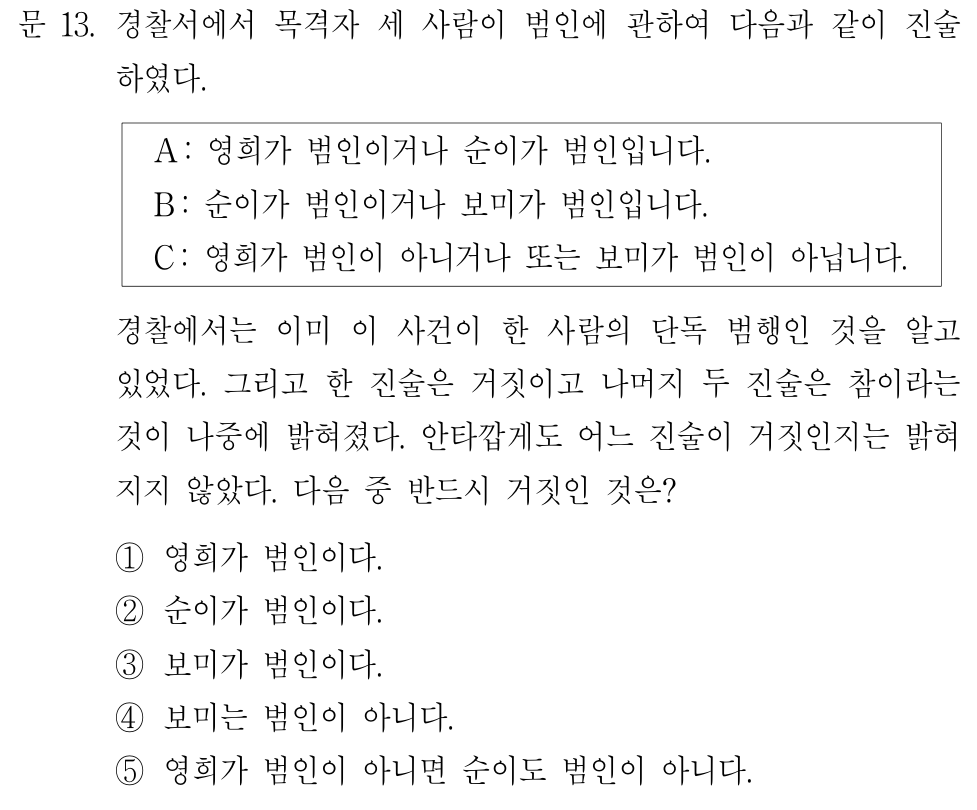 문 13. 경찰서에서 목격자 세 사람이 범인에 관하여 다음과 같이 진술
하였다.
A: 영희가 범인이거나 순이가 범인입니다.
B: 순이가 범인이거나 보미가 범인입니다.
C: 영희가 범인이 아니거나 또는 보미가 범인이 아닙니다.
경찰에서는 이미 이 사건이 한 사람의 단독 범행인 것을 알고
있었다. 그리고 한 진술은 거짓이고 나머지 두 진술은 참이라는
것이 나중에 밝혀졌다. 안타깝게도 어느 진술이 거짓인지는 밝혀
지지 않았다. 다음 중 반드시 거짓인 것은?
① 영희가 범인이다.
② 순이가 범인이다.
③ 보미가 범인이다.
④ 보미는 범인이 아니다.
⑤ 영희가 범인이 아니면 순이도 범인이 아니다.